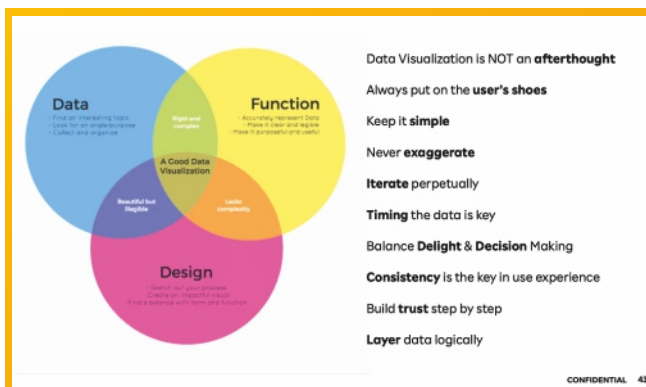 Data
- Find an interesting topic
- Look for an angle/purpose
- Collect and organize
Function
- Accurately represent Data
- Make it clear and legible
- Make it purposeful and useful
Rigid and
complex
A Good Data
Visualization
Beautiful but
illegible
Lacks
complexity
Design
- Sketch out your process
- Create an impactful visual
Find a balance with form and function
Data Visualization is NOT an afterthought
Always put on the user's shoes
Keep it simple
Never exaggerate
Iterate perpetually
Timing the data is key
Balance Delight & Decision Making
Consistency is the key in use experience
Build trust step by step
Layer data logically
CONFIDENTIAL 43